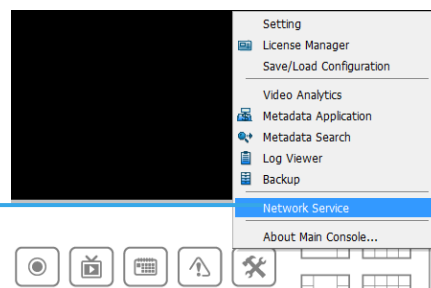 Setting
License Manager
Save/Load Configuration
Video Analytics
Metadata Application
Metadata Search
Log Viewer
Backup
Network Service
About Main Console...